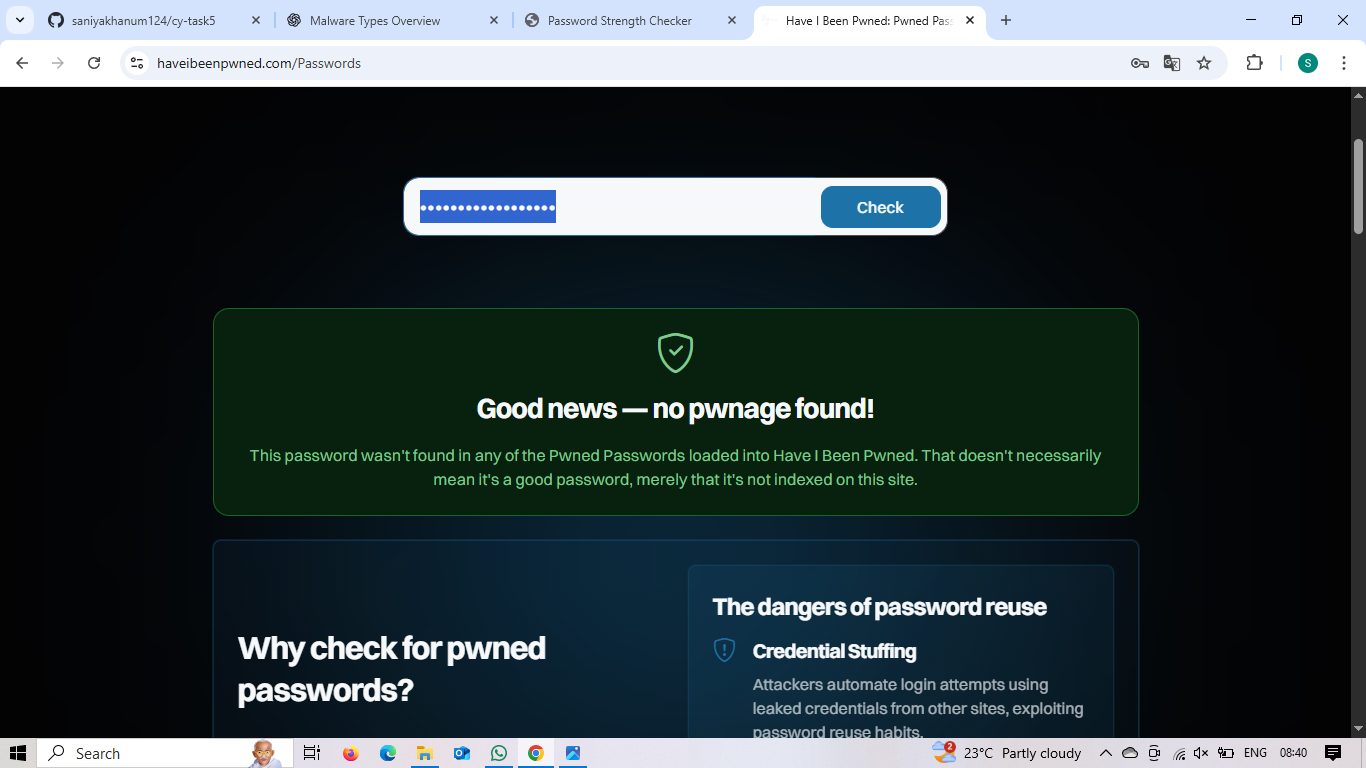 saniyakhanum124/cy-task5
Malware Types Overview
Password Strength Checker
Have I Been Pwned: Pwned Pas
haveibeenpwned.com/Passwords
S
••••••••••••••••••
Check
Good news — no pwnage found!
This password wasn't found in any of the Pwned Passwords loaded into Have I Been Pwned. That doesn't necessarily
mean it's a good password, merely that it's not indexed on this site.
Why check for pwned
passwords?
The dangers of password reuse
Credential Stuffing
Attackers automate login attempts using
leaked credentials from other sites, exploiting
password reuse habits.
Search
2
23°C Partly cloudy
ENG
08:40